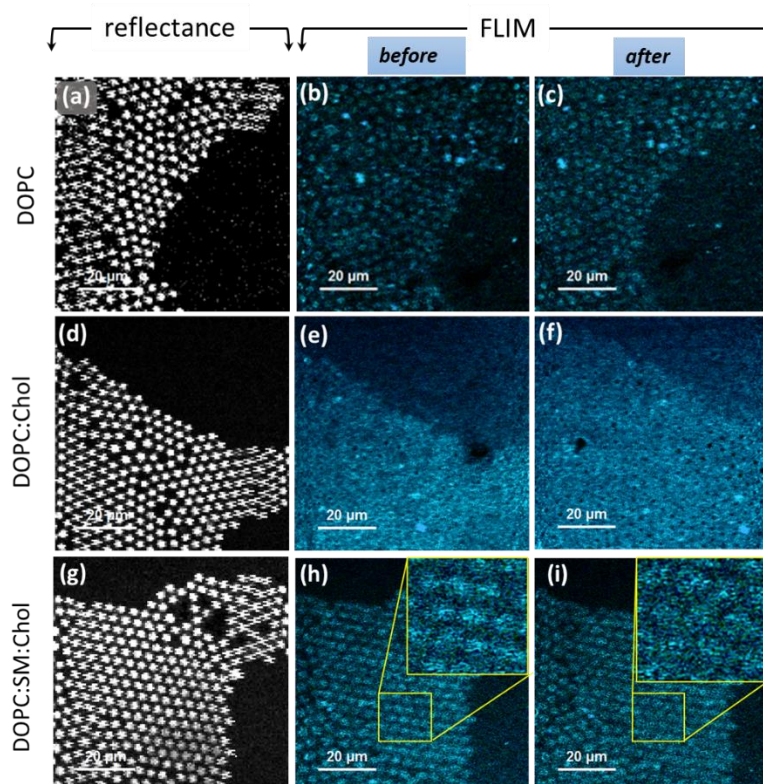 reflectance FLIM
before after
DOPC
(a) (b) (c)
20 μm 20 μm 20 μm
DOPC:Chol
(d) (e) (f)
20 μm 20 μm 20 μm
DOPC:SM:Chol
(g) (h) (i)
20 μm 20 μm 20 μm